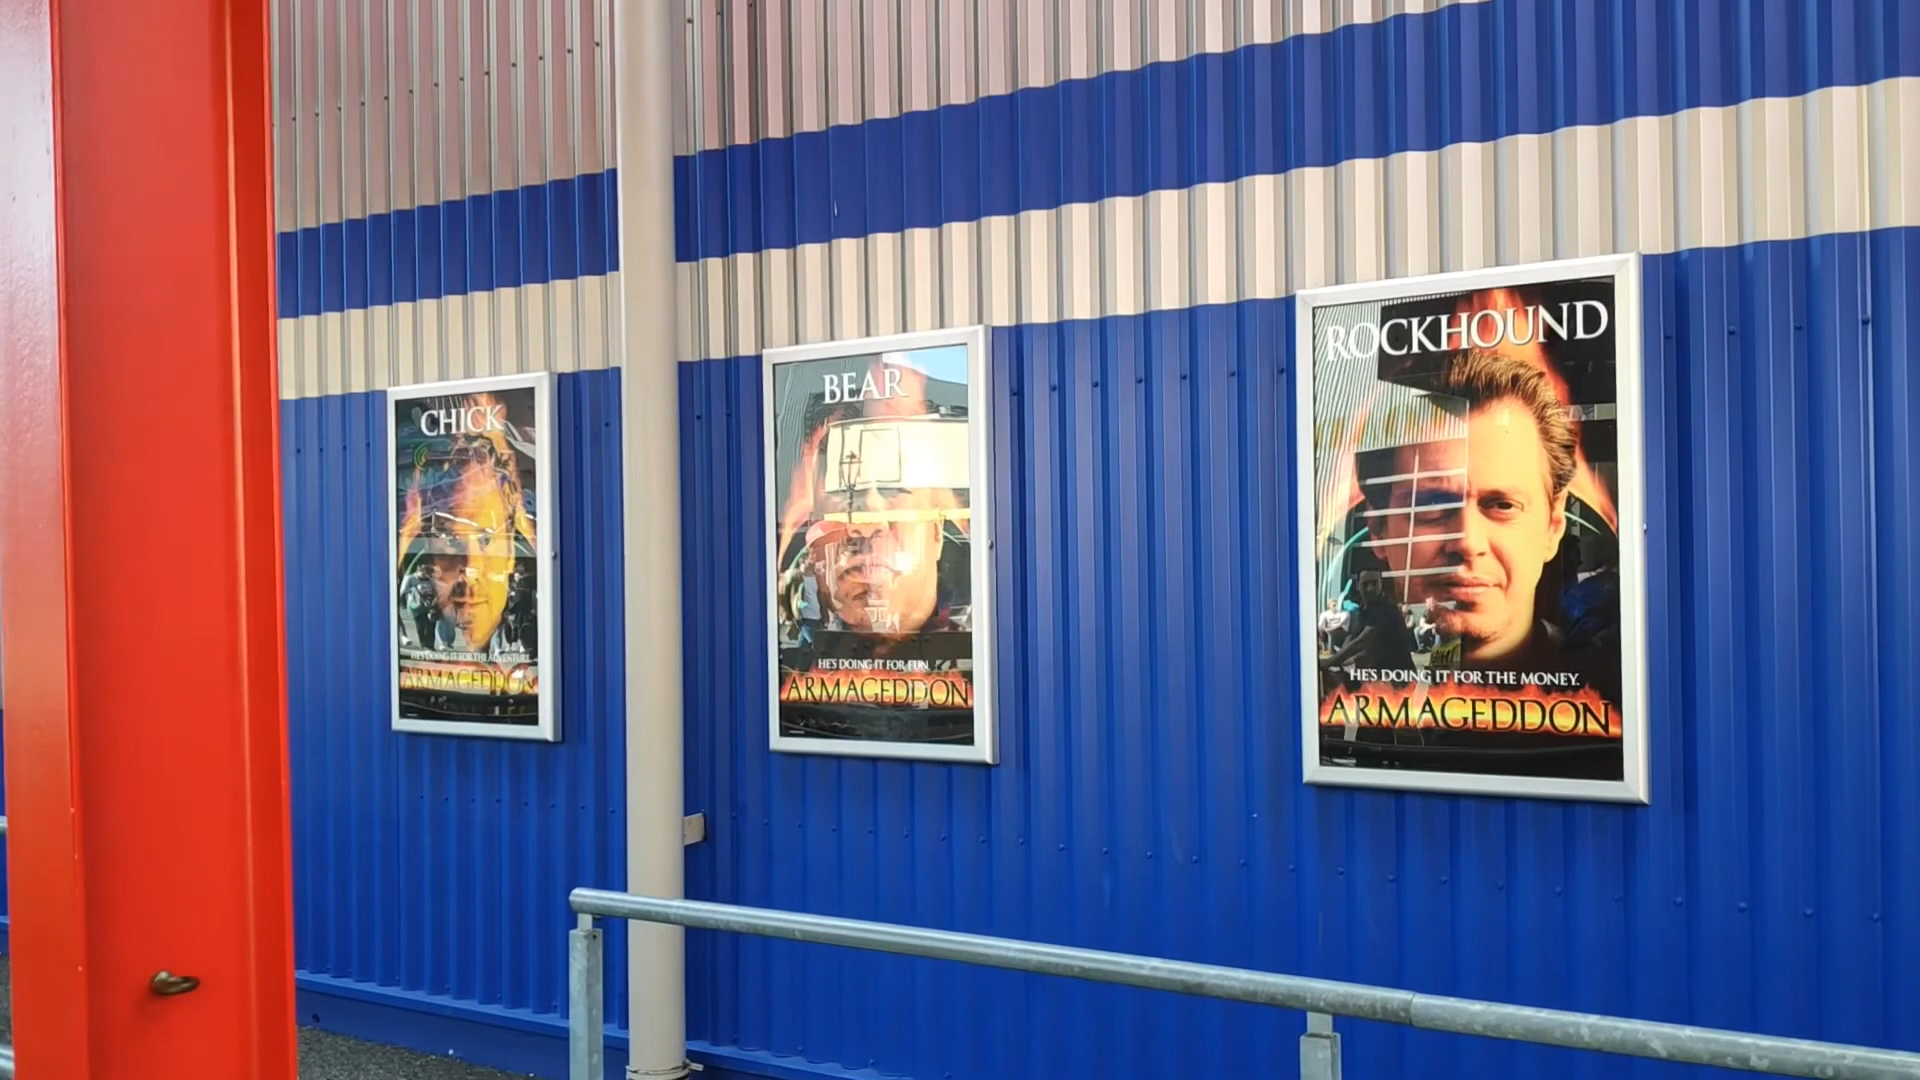 CHICK
HE'S DOING IT FOR THE ADVENTURE.
ARMAGEDDON
BEAR
HE'S DOING IT FOR FUN.
ARMAGEDDON
ROCKHOUND
HE'S DOING IT FOR THE MONEY.
ARMAGEDDON